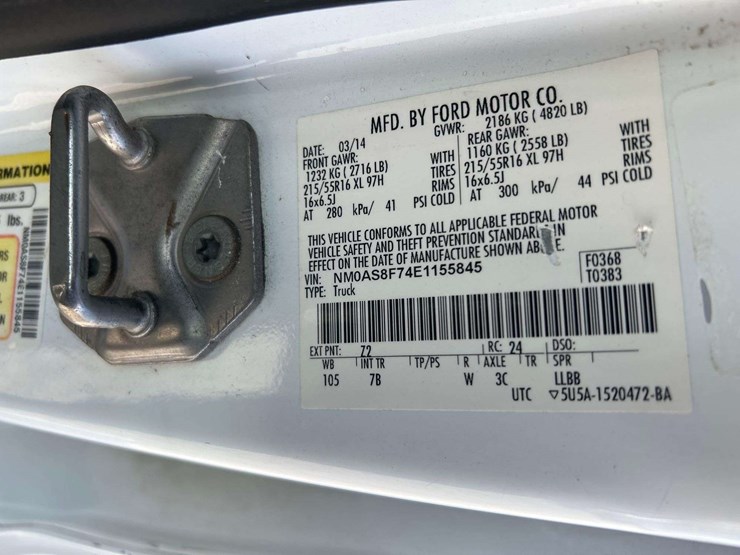 MFD. BY FORD MOTOR CO.
DATE: 03/14 GVWR: 2186 KG ( 4820 LB)
FRONT GAWR: REAR GAWR:
1232 KG ( 2716 LB) WITH 1160 KG ( 2558 LB) WITH
215/55R16 XL 97H TIRES 215/55R16 XL 97H TIRES
16x6.5J RIMS 16x6.5J RIMS
AT 280 kPa/ 41 PSI COLD AT 300 kPa/ 44 PSI COLD
THIS VEHICLE CONFORMS TO ALL APPLICABLE FEDERAL MOTOR
VEHICLE SAFETY AND THEFT PREVENTION IN
EFFECT ON THE DATE OF MANUFACTURE SHOWN
VIN: NM0AS8F74E1155845 F0368
TYPE: Truck T0383
EXT PNT: 72 RC: 24 DSO:
WB INT TR TP/PS R AXLE TR SPR
105 7B W 3C LLBB
UTC ▽5U5A-1520472-BA
RMATION
REAR: 3
lbs.
NM0AS8F74E1155845